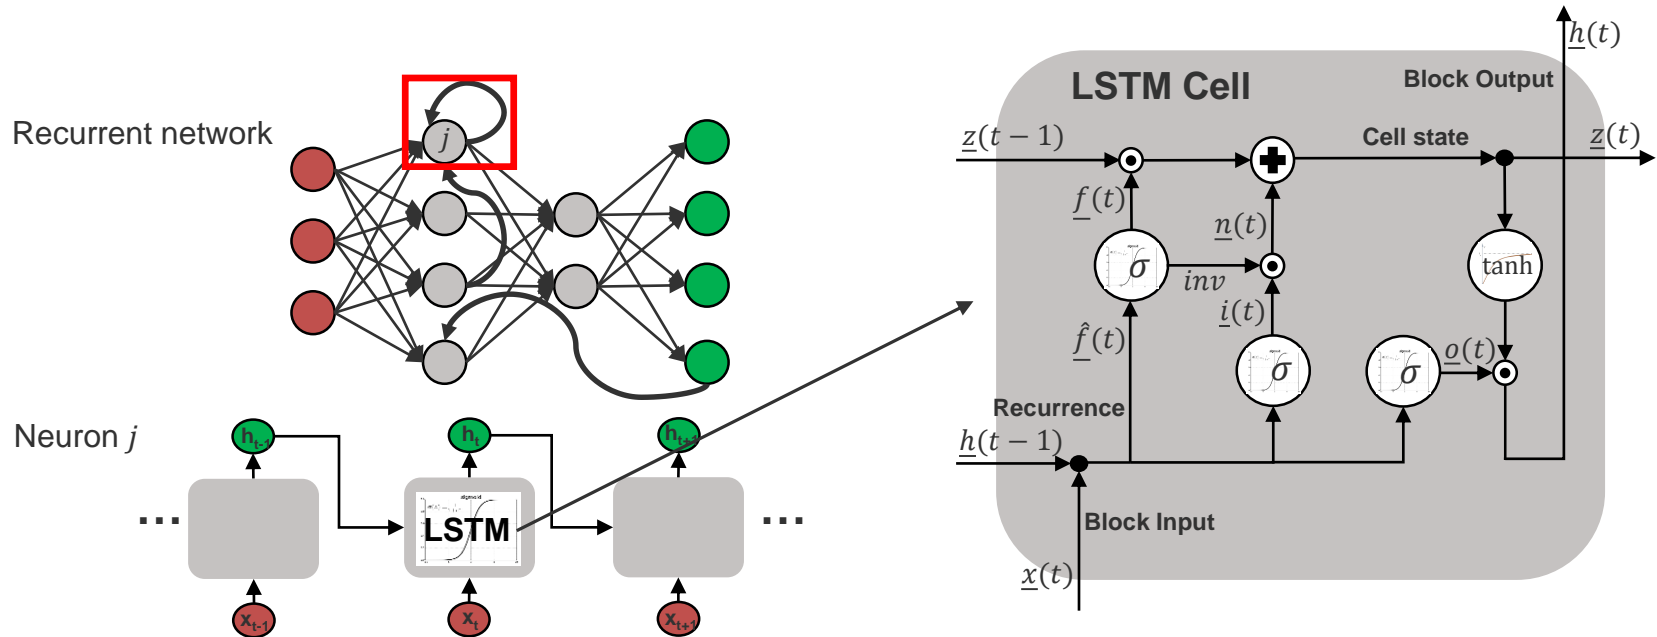 Recurrent network
j
Neuron j
h_{t-1}
h_t
h_{t+1}
...
sigmoid
LSTM
...
x_{t-1}
x_t
x_{t+1}
h(t)
LSTM Cell
Block Output
z(t − 1)
Cell state
z(t)
f(t)
n(t)
σ
inv
tanh
f̂(t)
i(t)
σ
σ
o(t)
Recurrence
h(t − 1)
Block Input
x(t)